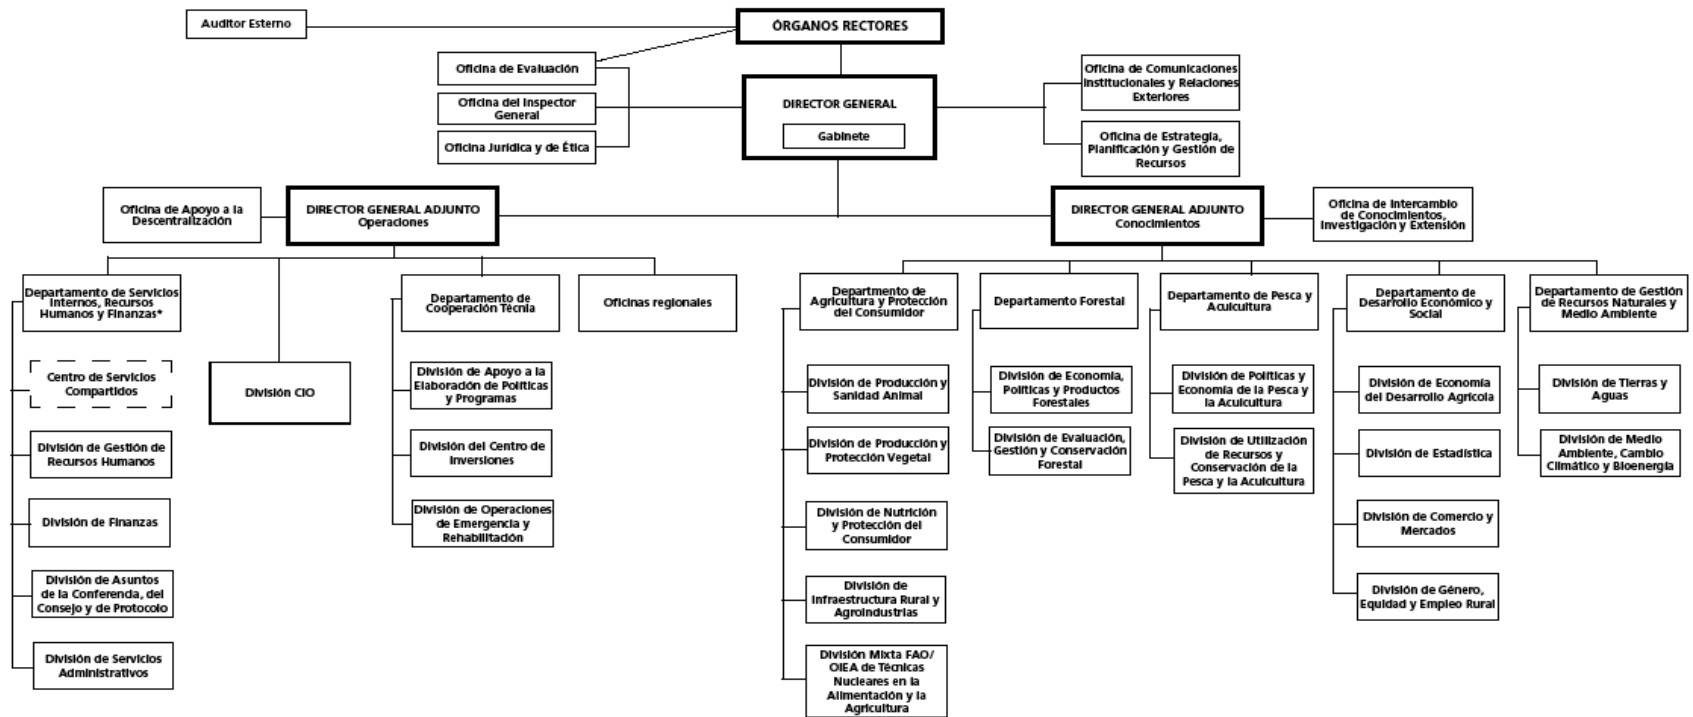 Auditor Esterno
ÓRGANOS RECTORES
Oficina de Evaluación
Oficina del Inspector
General
Oficina Jurídica y de Ética
DIRECTOR GENERAL
Gabinete
Oficina de Comunicaciones
Institucionales y Relaciones
Exteriores
Oficina de Estrategia,
Planificación y Gestión de
Recursos
Oficina de Apoyo a la
Descentralización
DIRECTOR GENERAL ADJUNTO
Operaciones
DIRECTOR GENERAL ADJUNTO
Conocimientos
Oficina de Intercambio
de Conocimientos,
Investigación y Extensión
Departamento de Servicios
Internos, Recursos
Humanos y Finanzas*
Centro de Servicios
Compartidos
División de Gestión de
Recursos Humanos
División de Finanzas
División de Asuntos
de la Conferenda, del
Consejo y de Protocolo
División de Servicios
Administrativos
División CIO
Departamento de
Cooperación Técnia
División de Apoyo a la
Elaboración de Políticas
y Programas
División del Centro de
Inversiones
División de Operaciones
de Emergencia y
Rehabilitación
Oficinas regionales
Departmento de
Agricultura y Protección
del Consumidor
División de Producción y
Sanidad Animal
División de Producción y
Protección Vegetal
División de Nutrición
y Protección del
Consumidor
División de
Infraestructura Rural y
Agroindustrias
División Mixta FAO/
OIEA de Técnicas
Nucleares en la
Alimentación y la
Agricultura
Departamento Forestal
División de Economía,
Políticas y Productos
Forestales
División de Evaluación,
Gestión y Conservación
Forestal
Departamento de Pesca y
Acuicultura
División de Políticas y
Economía de la Pesca y
la Acuicultura
División de Utilización
de Recursos y
Conservación de la
Pesca y la Acuicultura
Departamento de
Desarrollo Económico y
Social
División de Economía
del Desarrollo Agrícola
División de Estadística
División de Comercio y
Mercados
División de Género,
Equidad y Empleo Rural
Departamento de Gestión
de Recursos Naturales y
Medio Ambiente
División de Tierras y
Aguas
División de Medio
Ambiente, Cambio
Climático y Bioenergía